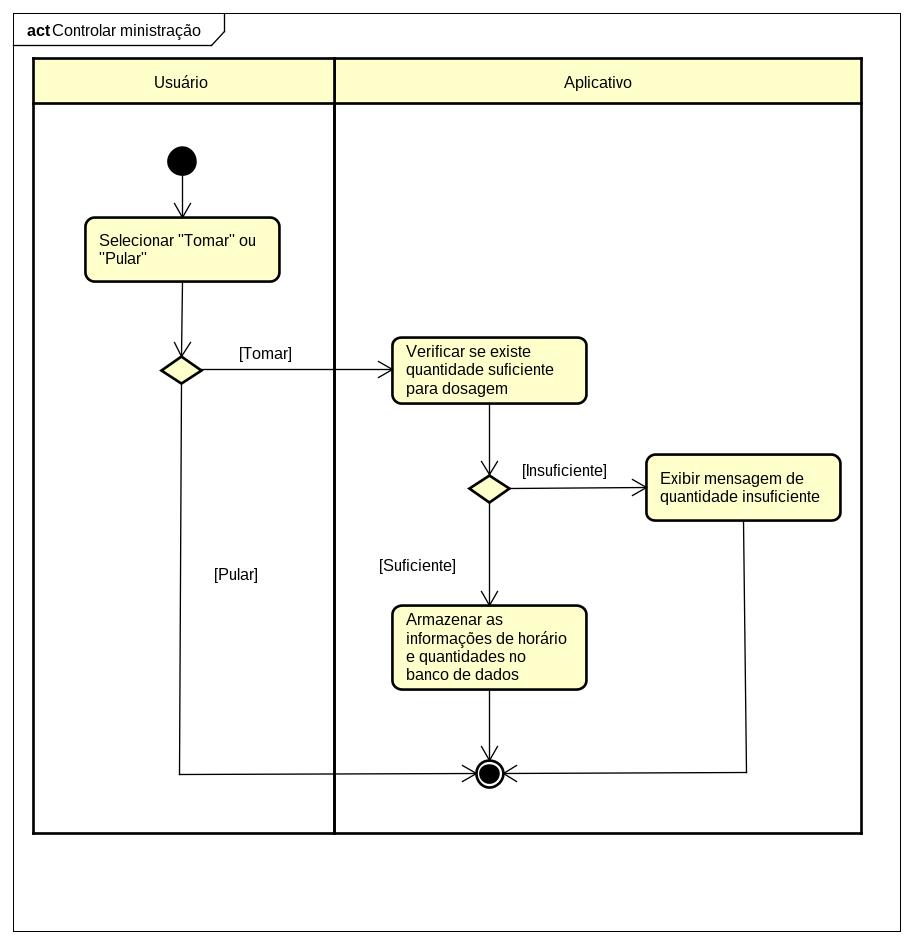 act Controlar ministração
Usuário
Aplicativo
Selecionar "Tomar" ou
"Pular"
[Tomar]
Verificar se existe
quantidade suficiente
para dosagem
[Insuficiente]
Exibir mensagem de
quantidade insuficiente
[Suficiente]
[Pular]
Armazenar as
informações de horário
e quantidades no
banco de dados